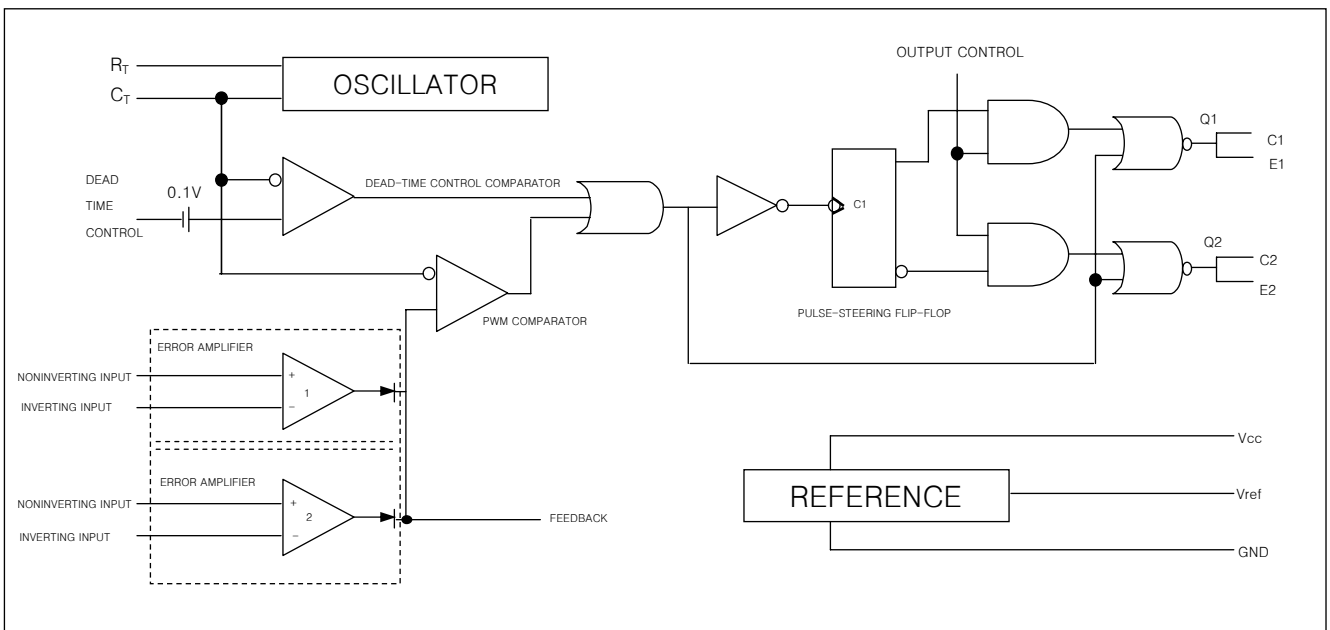 OUTPUT CONTROL
R_T
C_T
OSCILLATOR
DEAD
TIME
CONTROL
0.1V
DEAD-TIME CONTROL COMPARATOR
PWM COMPARATOR
C1
PULSE-STEERING FLIP-FLOP
Q1
C1
E1
Q2
C2
E2
ERROR AMPLIFIER
NONINVERTING INPUT
INVERTING INPUT
+
1
-
ERROR AMPLIFIER
NONINVERTING INPUT
INVERTING INPUT
+
2
-
FEEDBACK
REFERENCE
Vcc
Vref
GND